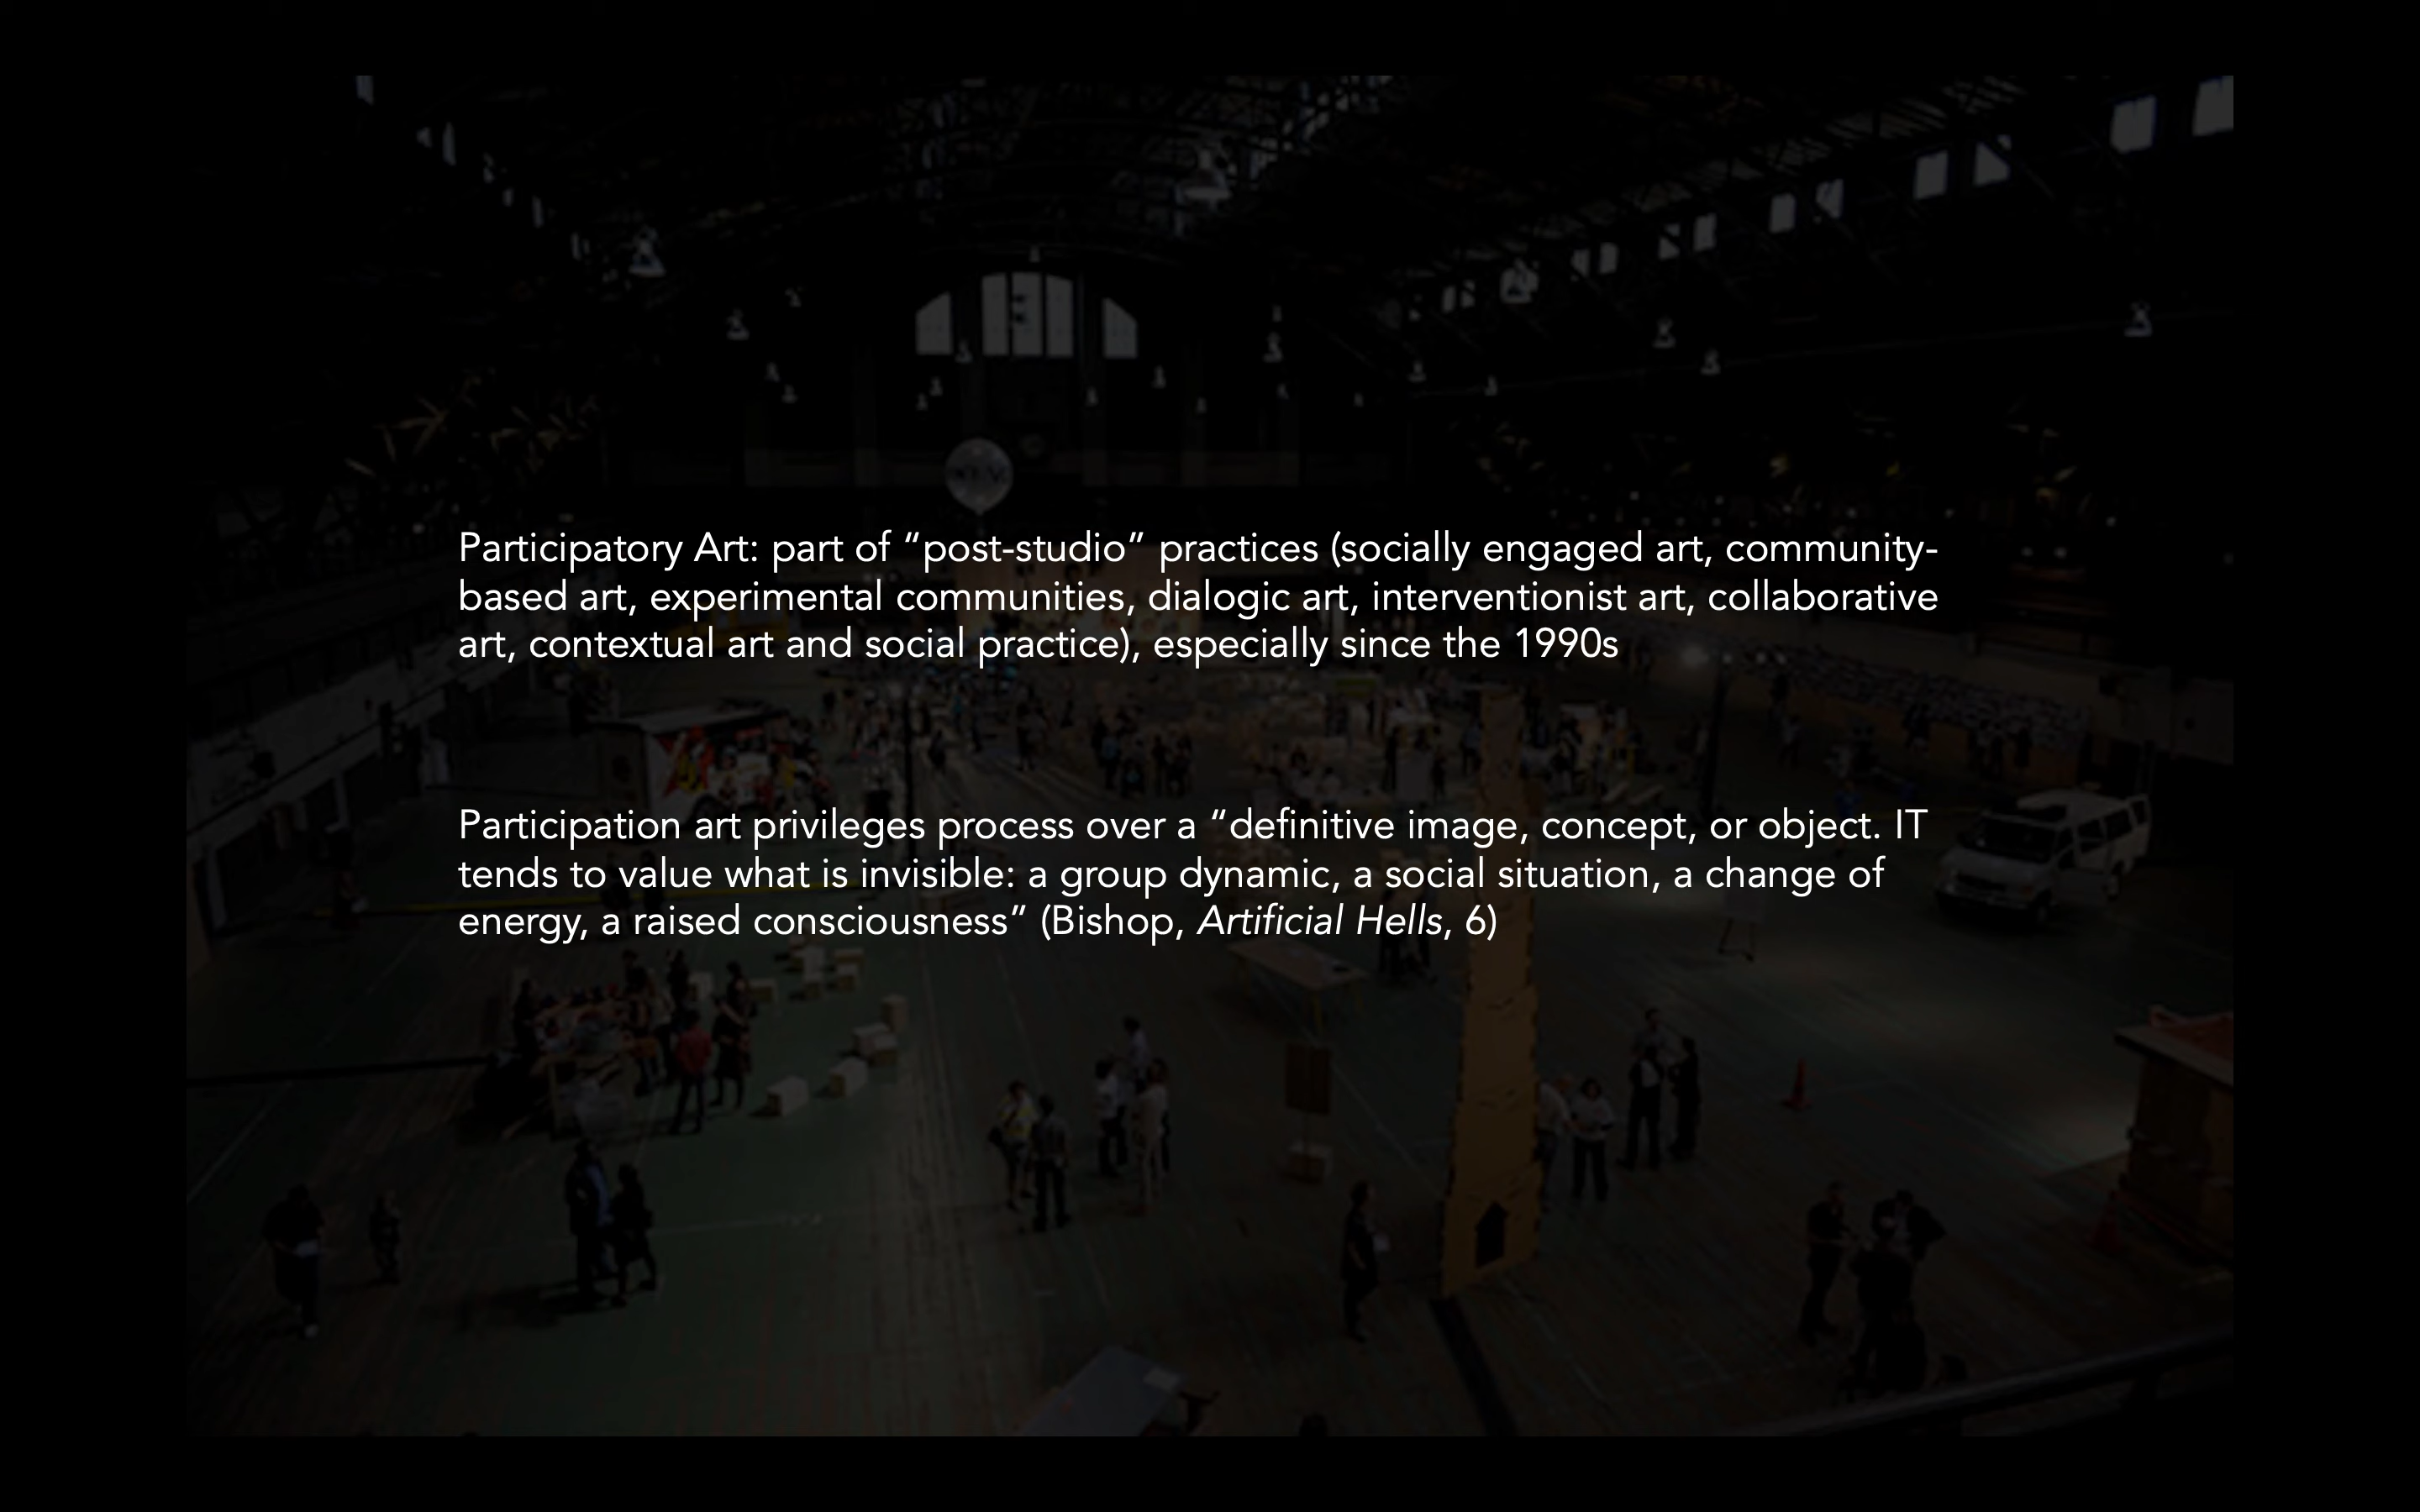 Participatory Art: part of “post-studio” practices (socially engaged art, community-
based art, experimental communities, dialogic art, interventionist art, collaborative
art, contextual art and social practice), especially since the 1990s
Participation art privileges process over a “definitive image, concept, or object. IT
tends to value what is invisible: a group dynamic, a social situation, a change of
energy, a raised consciousness” (Bishop, Artificial Hells, 6)